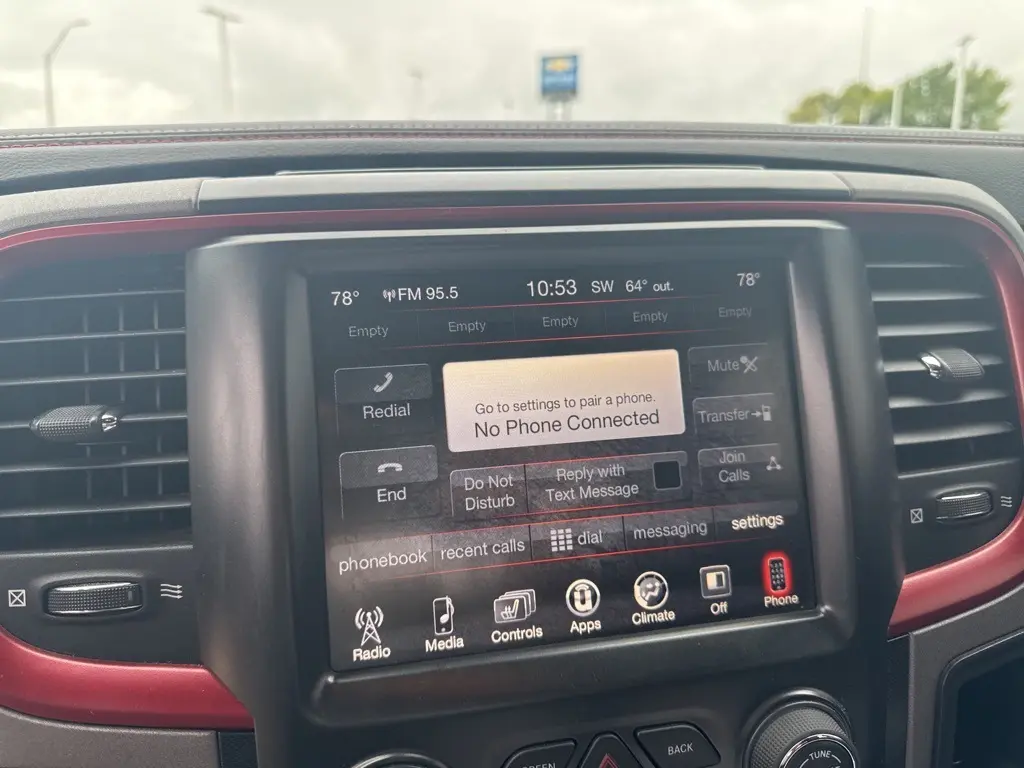 78° FM 95.5 10:53 SW 64° out. 78°
Empty Empty Empty Empty Empty
Redial
Go to settings to pair a phone.
No Phone Connected
Mute
Transfer
End
Do Not
Disturb
Reply with
Text Message
Join
Calls
phonebook recent calls dial messaging settings
Radio Media Controls Apps Climate Off Phone
BACK
TUNE